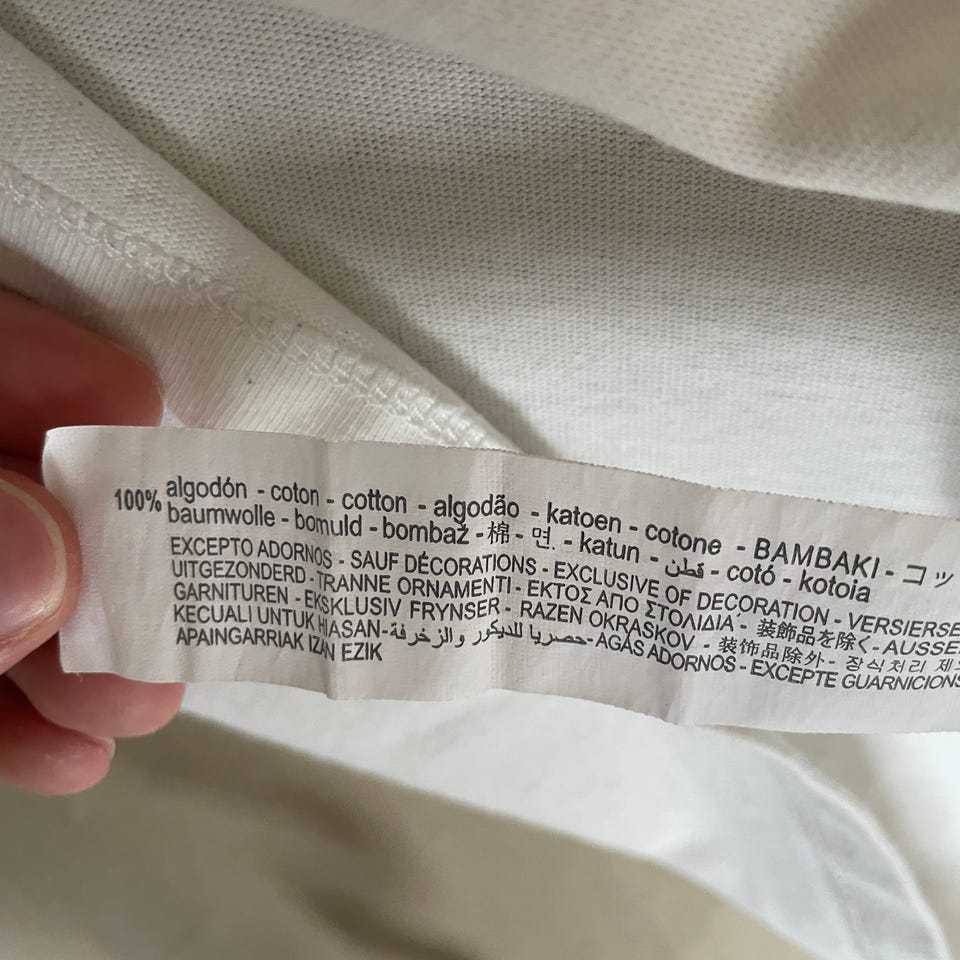 100% algodón - coton - cotton - algodão - katoen - cotone - BAMBAKI - コッ
baumwolle - bomuld - bombaž - 棉 - 면 - katun - قطن - cotó - kotoia
EXCEPTO ADORNOS - SAUF DÉCORATIONS - EXCLUSIVE OF DECORATION - VERSIERSE
UITGEZONDERD - TRANNE ORNAMENTI - ΕΚΤΟΣ ΑΠΟ ΣΤΟΛΙΔΙΑ - 装飾品を除く - AUSSE
GARNITUREN - EKSKLUSIV FRYNSER - RAZEN OKRASKOV - 装饰品除外 - 장식처리 제
KECUALI UNTUK HIASAN - حصريا للديكور والزخرفة - AGÁS ADORNOS - EXCEPTE GUARNICIONS
APAINGARRIAK IZAN EZIK